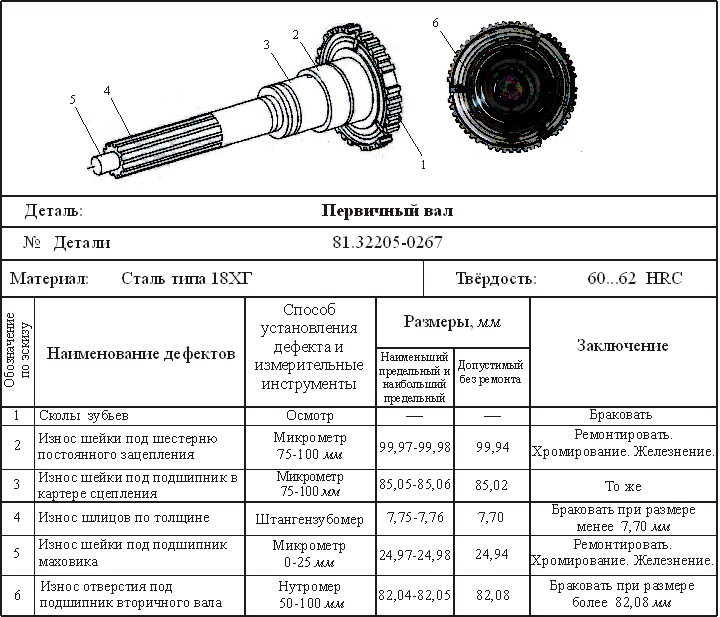 6
2
3
4
5
1
Деталь: Первичный вал
№ Детали 81.32205-0267
Материал: Сталь типа 18ХГ Твёрдость: 60...62 HRC
Обозначение
по эскизу
Наименование дефектов
Способ
установления
дефекта и
измерительные
инструменты
Размеры, мм
Наименьший
предельный и
наибольший
предельный
Допустимый
без ремонта
Заключение
1 Сколы зубьев Осмотр — — Браковать
2 Износ шейки под шестерню
постоянного зацепления
Микрометр
75-100 мм
99,97-99,98 99,94
Ремонтировать.
Хромирование. Железнение.
3 Износ шейки под подшипник в
картере сцепления
Микрометр
75-100 мм
85,05-85,06 85,02 То же
4 Износ шлицов по толщине Штангензубомер 7,75-7,76 7,70
Браковать при размере
менее 7,70 мм
5 Износ шейки под подшипник
маховика
Микрометр
0-25 мм
24,97-24,98 24,94
Ремонтировать.
Хромирование. Железнение.
6 Износ отверстия под
подшипник вторичного вала
Нутромер
50-100 мм
82,04-82,05 82,08
Браковать при размере
более 82,08 мм